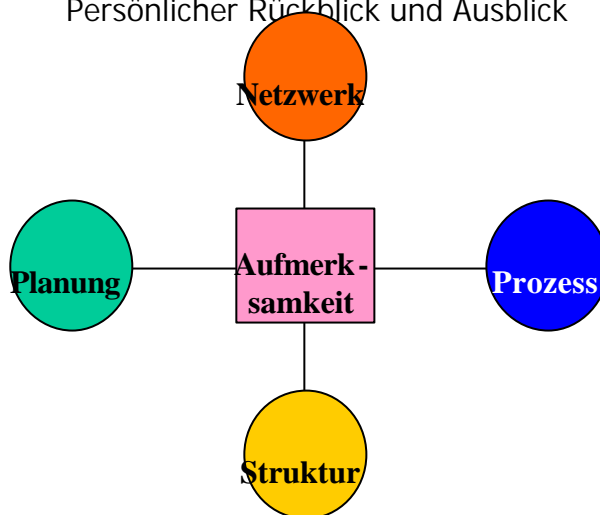 Persönlicher Rückblick und Ausblick
Netzwerk
Planung
Aufmerk-
samkeit
Prozess
Struktur